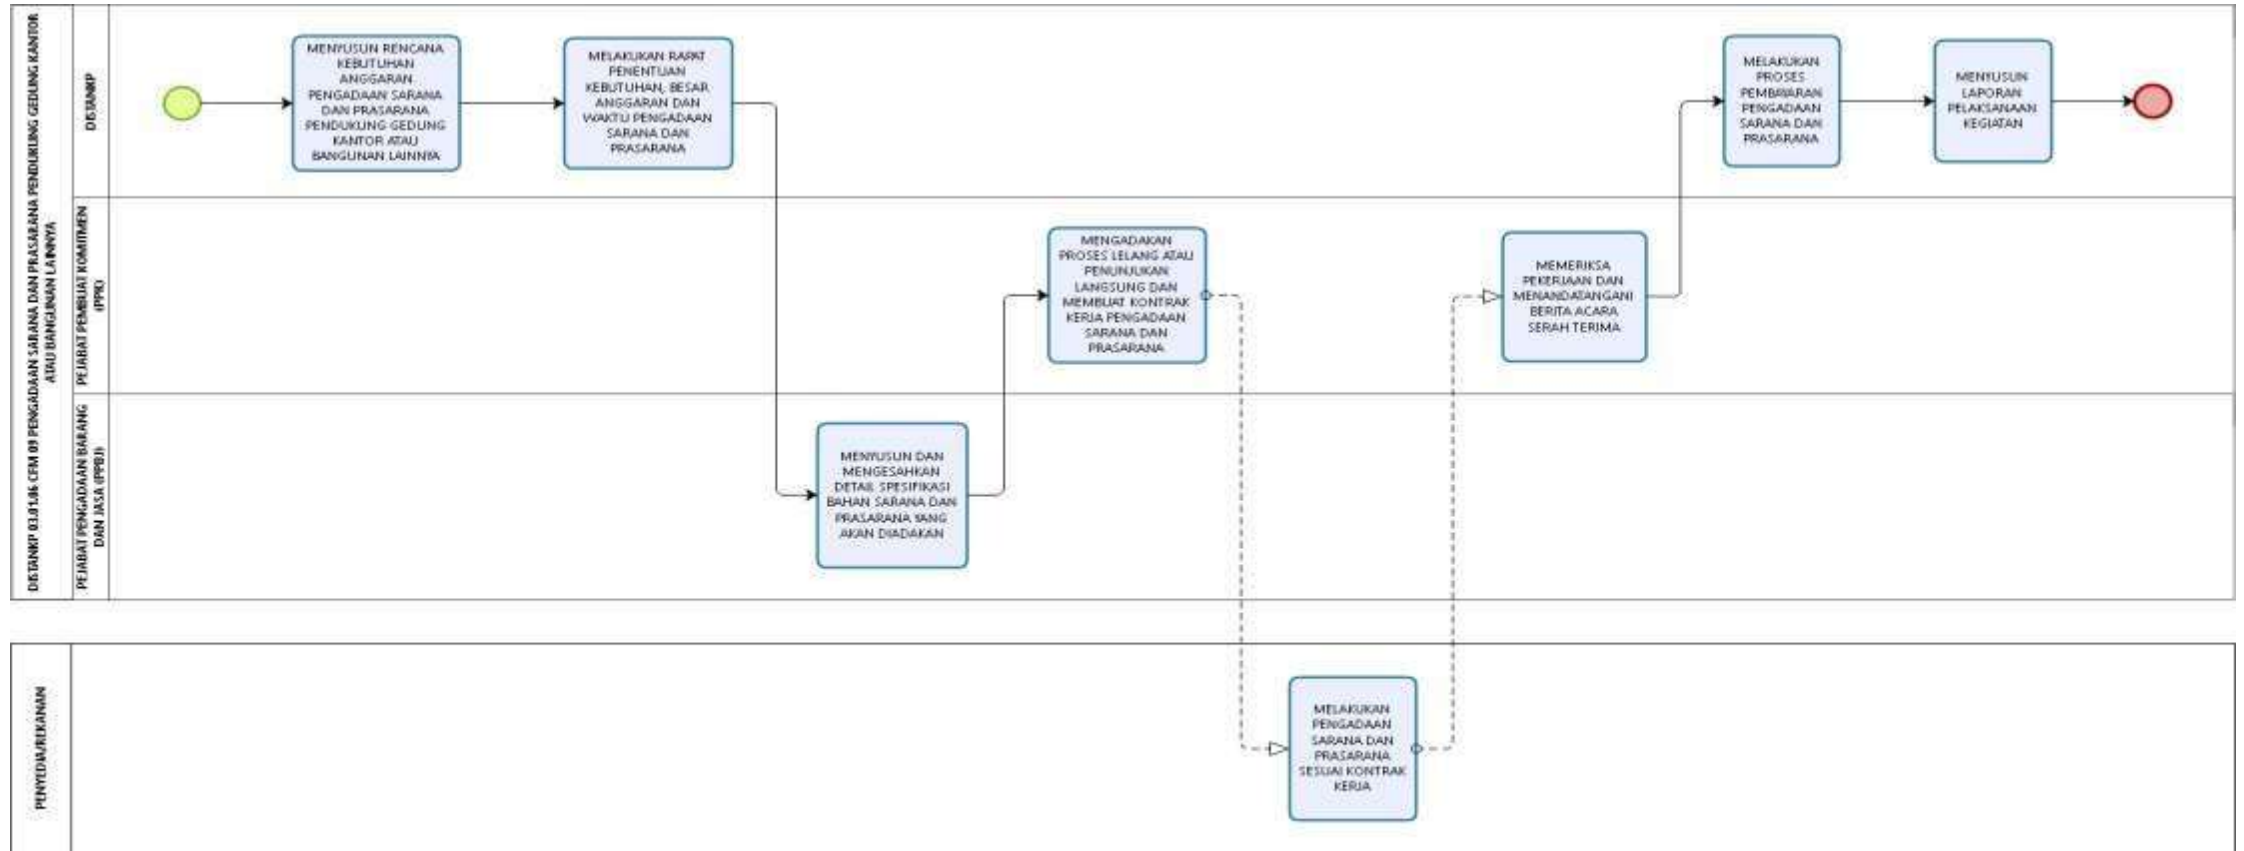 DISTANKP 03.01.06 CFM 09 PENGADAAN SARANA DAN PRASARANA PENDUKUNG GEDUNG KANTOR
ATAU BANGUNAN LAINNYA
DISTANKP
MENYUSUN RENCANA
KEBUTUHAN
ANGGARAN
PENGADAAN SARANA
DAN PRASARANA
PENDUKUNG GEDUNG
KANTOR ATAU
BANGUNAN LAINNYA
MELAKUKAN RAPAT
PENENTUAN
KEBUTUHAN, BESAR
ANGGARAN DAN
WAKTU PENGADAAN
SARANA DAN
PRASARANA
MELAKUKAN
PROSES
PEMBAYARAN
PENGADAAN
SARANA DAN
PRASARANA
MENYUSUN
LAPORAN
PELAKSANAAN
KEGIATAN
PEJABAT PEMBUAT KOMITMEN
(PPK)
MENGADAKAN
PROSES LELANG ATAU
PENUNJUKAN
LANGSUNG DAN
MEMBUAT KONTRAK
KERJA PENGADAAN
SARANA DAN
PRASARANA
MEMERIKSA
PEKERJAAN DAN
MENANDATANGANI
BERITA ACARA
SERAH TERIMA
PEJABAT PENGADAAN BARANG
DAN JASA (PPBJ)
MENYUSUN DAN
MENGESAHKAN
DETAIL SPESIFIKASI
BAHAN SARANA DAN
PRASARANA YANG
AKAN DIADAKAN
PENYEDIA/REKANAN
MELAKUKAN
PENGADAAN
SARANA DAN
PRASARANA
SESUAI KONTRAK
KERJA